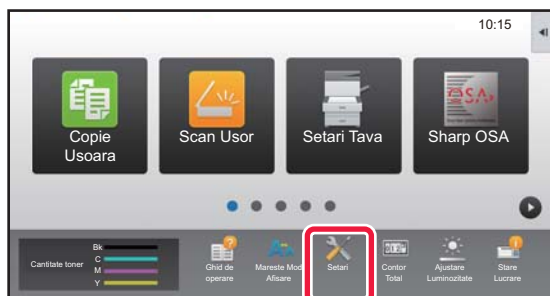 10:15
Copie
Usoara
Scan Usor
Setari Tava
Sharp OSA
Cantitate toner
Bk
C
M
Y
Ghid de
operare
Mareste Mod
Afisare
Setari
Contor
Total
Ajustare
Luminozitate
Stare
Lucrare